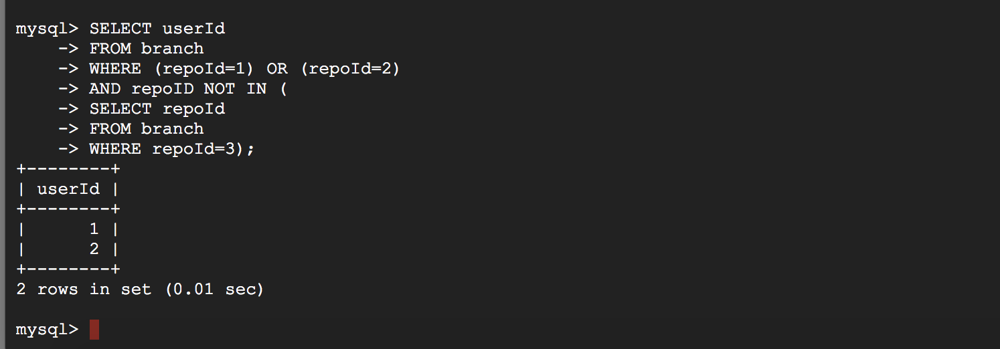 mysql> SELECT userId
    -> FROM branch
    -> WHERE (repoId=1) OR (repoId=2)
    -> AND repoID NOT IN (
    -> SELECT repoId
    -> FROM branch
    -> WHERE repoId=3);
+--------+
| userId |
+--------+
|      1 |
|      2 |
+--------+
2 rows in set (0.01 sec)
mysql>